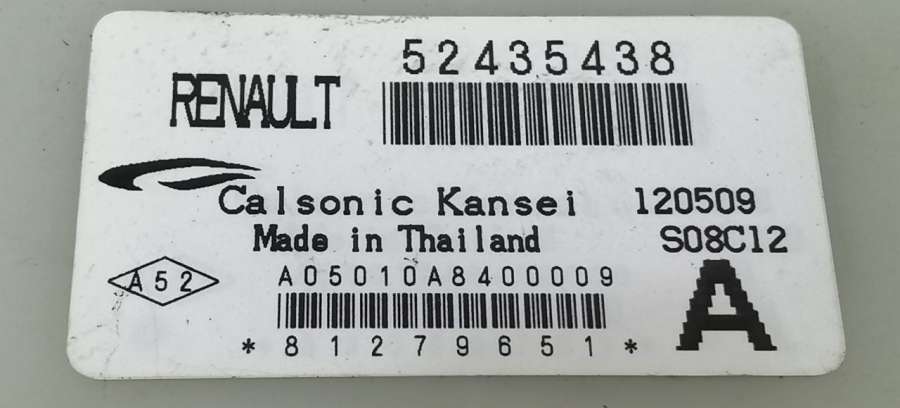 52435438
RENAULT
Calsonic Kansei 120509
Made in Thailand S08C12
A52 A05010A8400009 A
*81279651*